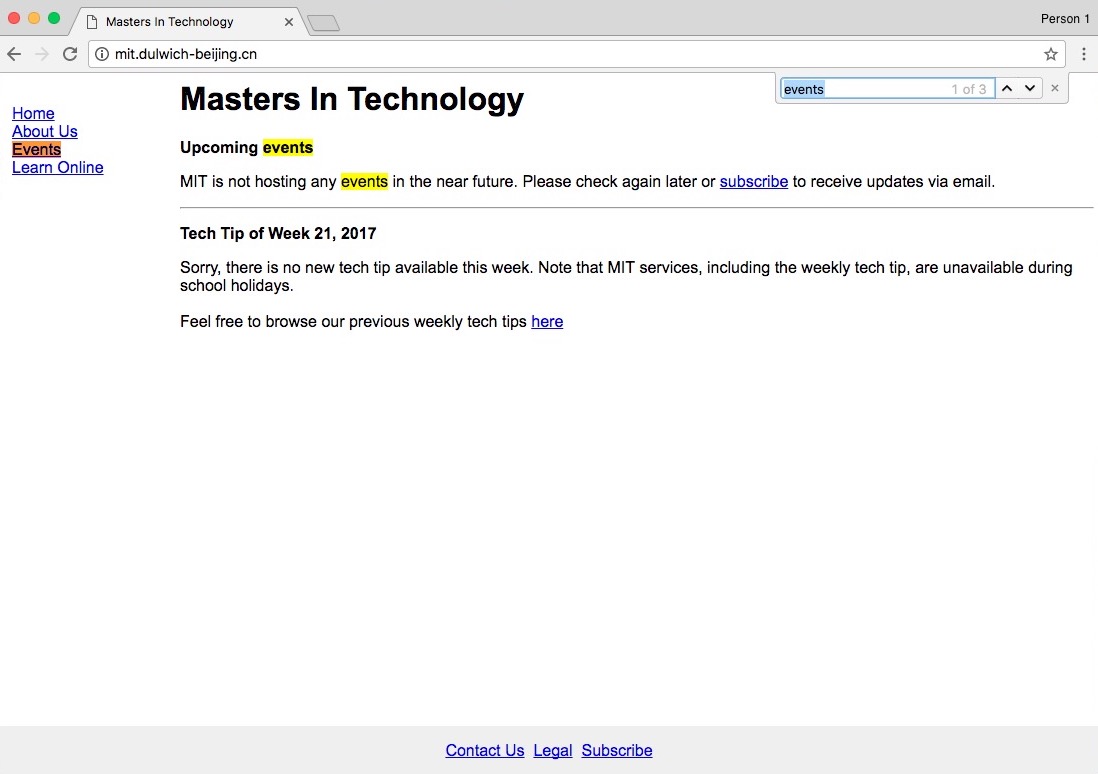 Masters In Technology
Person 1
mit.dulwich-beijing.cn
events
1 of 3
Home
About Us
Events
Learn Online
Masters In Technology
Upcoming events
MIT is not hosting any events in the near future. Please check again later or subscribe to receive updates via email.
Tech Tip of Week 21, 2017
Sorry, there is no new tech tip available this week. Note that MIT services, including the weekly tech tip, are unavailable during
school holidays.
Feel free to browse our previous weekly tech tips here
Contact Us Legal Subscribe